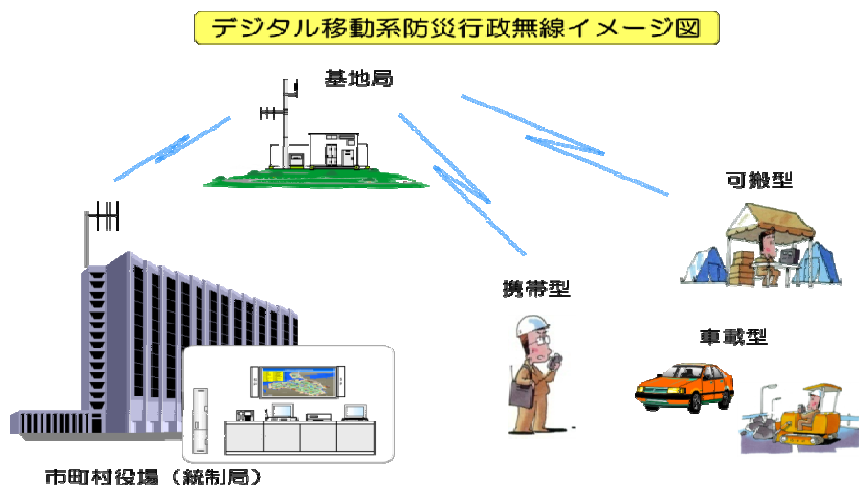 デジタル移動系防災行政無線イメージ図
基地局
可搬型
携帯型
車載型
市町村役場（統制局）